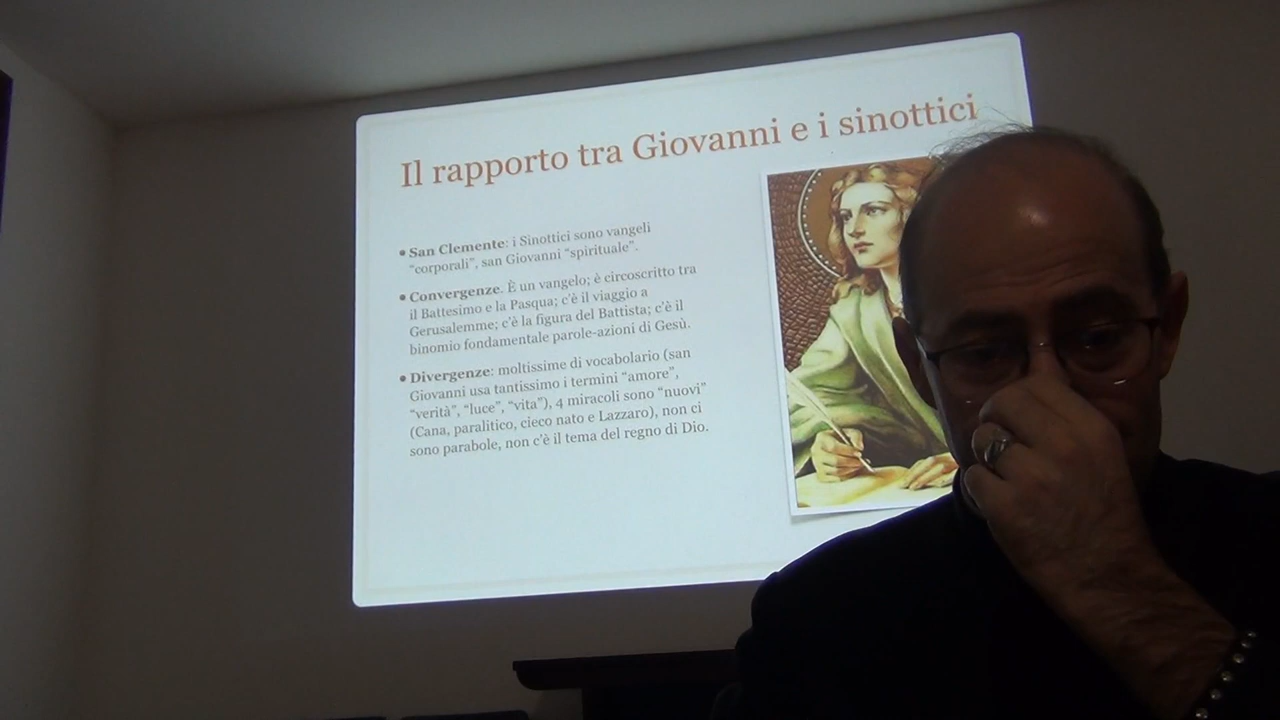 Il rapporto tra Giovanni e i sinottici
• San Clemente: i Sinottici sono vangeli
“corporali”, san Giovanni “spirituale”.
• Convergenze. È un vangelo; è circoscritto tra
il Battesimo e la Pasqua; c’è il viaggio a
Gerusalemme; c’è la figura del Battista; c’è il
binomio fondamentale parole-azioni di Gesù.
• Divergenze: moltissime di vocabolario (san
Giovanni usa tantissimo i termini “amore”,
“verità”, “luce”, “vita”), 4 miracoli sono “nuovi”
(Cana, paralitico, cieco nato e Lazzaro), non ci
sono parabole, non c’è il tema del regno di Dio.